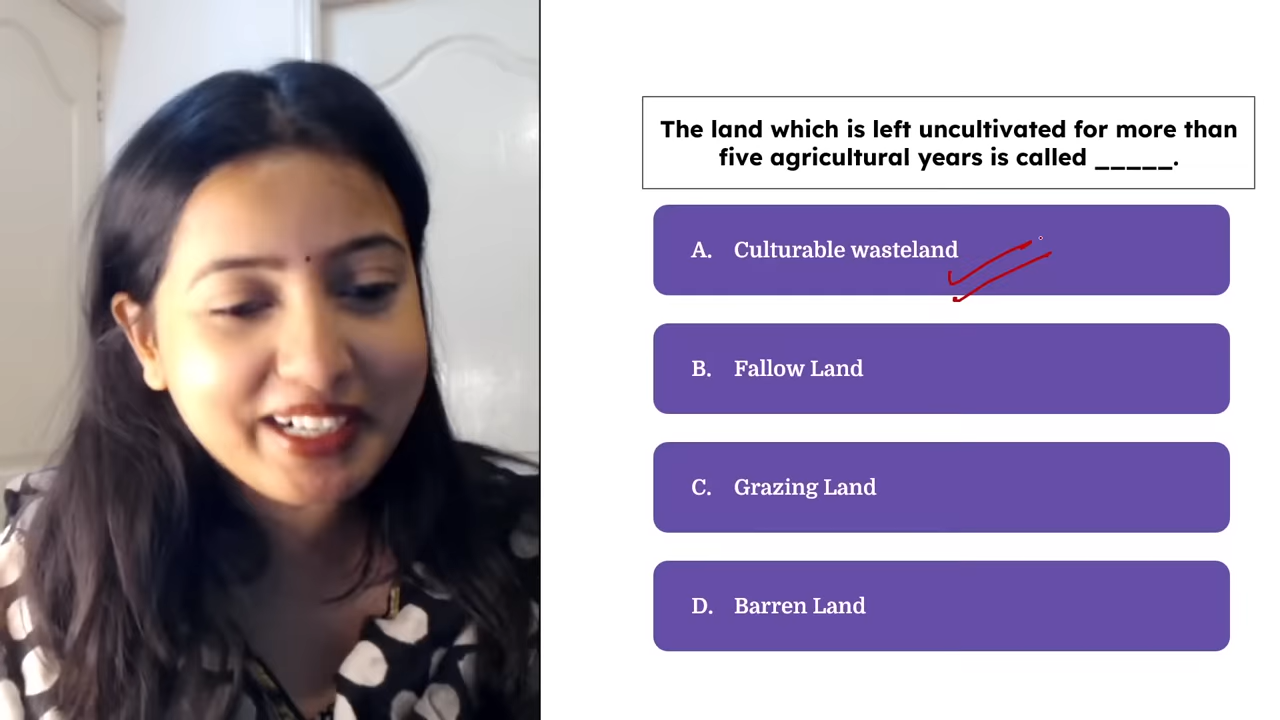 The land which is left uncultivated for more than
five agricultural years is called _____.
A. Culturable wasteland
B. Fallow Land
C. Grazing Land
D. Barren Land